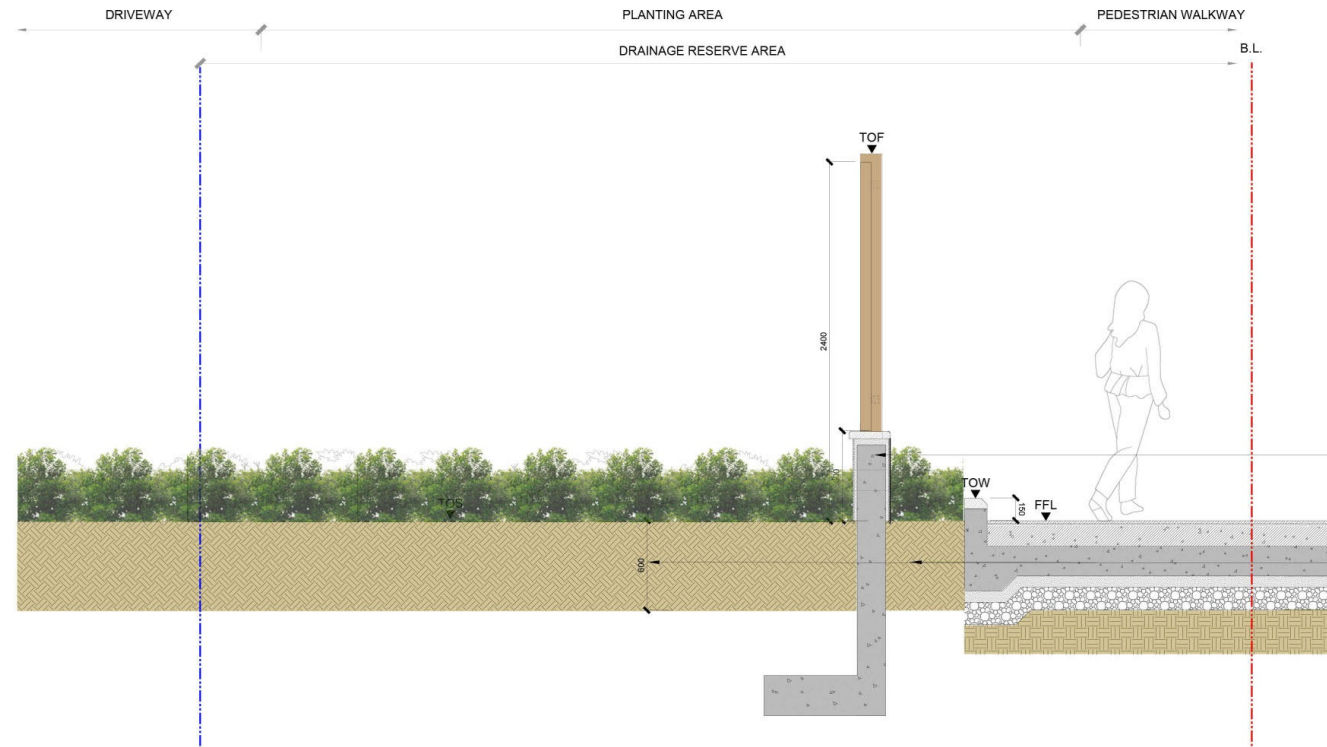 DRIVEWAY
PLANTING AREA
PEDESTRIAN WALKWAY
DRAINAGE RESERVE AREA
B.L.
TOF
2400
TOS
TOW
150
FFL
600